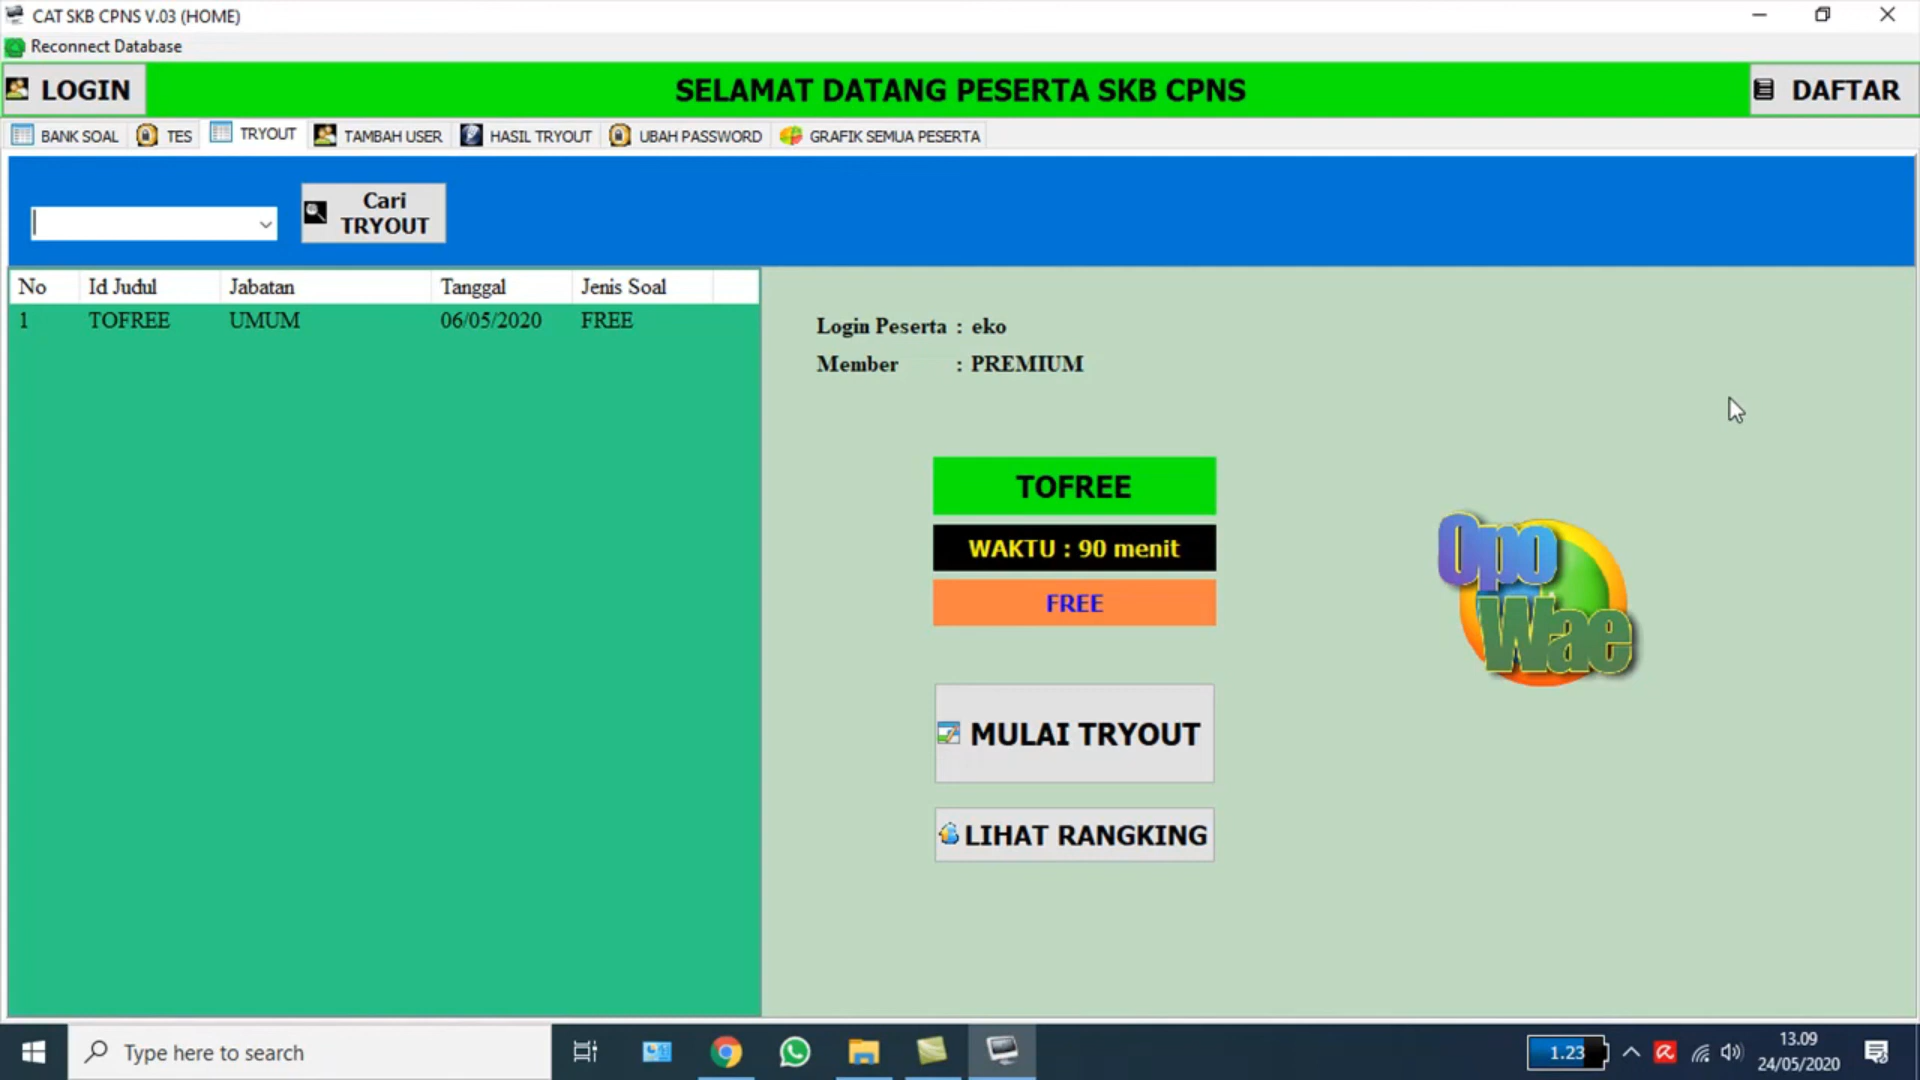 CAT SKB CPNS V.03 (HOME)
Reconnect Database
LOGIN
SELAMAT DATANG PESERTA SKB CPNS
DAFTAR
BANK SOAL
TES
TRYOUT
TAMBAH USER
HASIL TRYOUT
UBAH PASSWORD
GRAFIK SEMUA PESERTA
Cari
TRYOUT
No Id Judul Jabatan Tanggal Jenis Soal
1 TOFREE UMUM 06/05/2020 FREE
Login Peserta : eko
Member : PREMIUM
TOFREE
WAKTU : 90 menit
FREE
Opo
Wae
MULAI TRYOUT
LIHAT RANGKING
Type here to search
1.23
13.09
24/05/2020